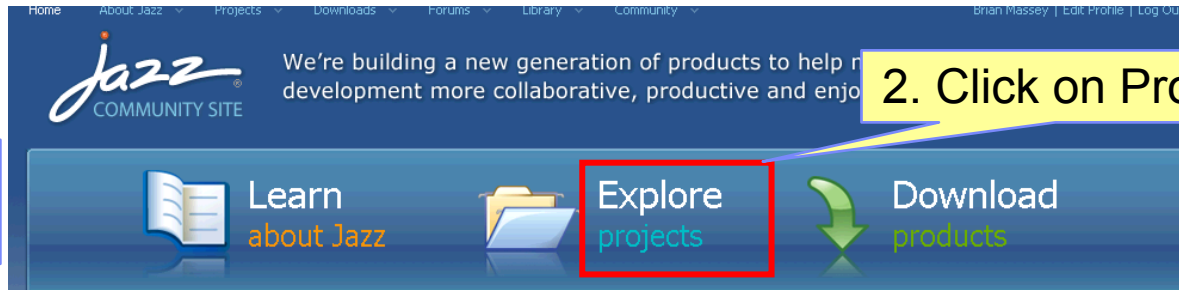 Home About Jazz Projects Downloads Forums Library Community Brian Massey | Edit Profile | Log Ou
jazz
COMMUNITY SITE
We're building a new generation of products to help
development more collaborative, productive and enjo
2. Click on Pro
Learn
about Jazz
Explore
projects
Download
products